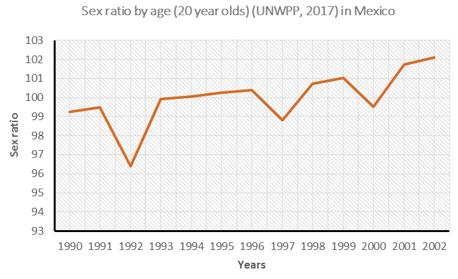 Sex ratio by age (20 year olds) (UNWPP, 2017) in Mexico
103
102
101
100
99
98
97
96
95
94
93
Sex ratio
1990 1991 1992 1993 1994 1995 1996 1997 1998 1999 2000 2001 2002
Years